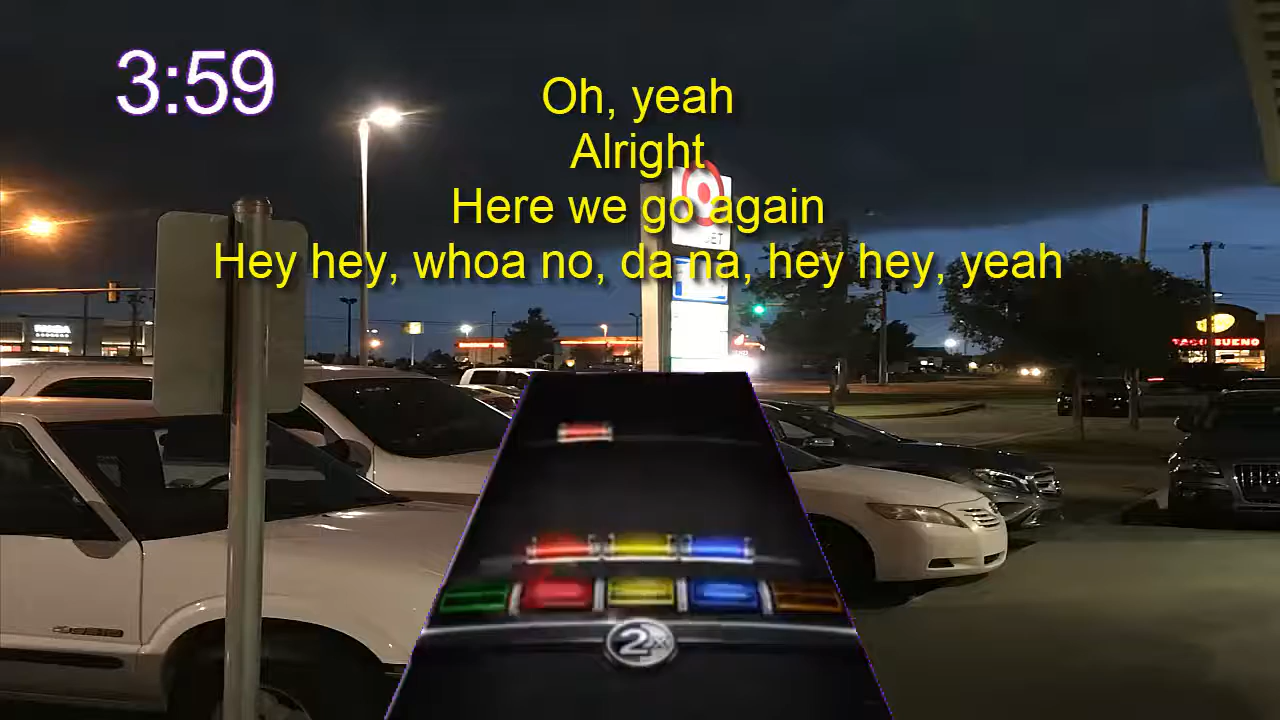 3:59
Oh, yeah
Alright
Here we go again
Hey hey, whoa no, da na, hey hey, yeah
PANDA
TACO BUENO
2x